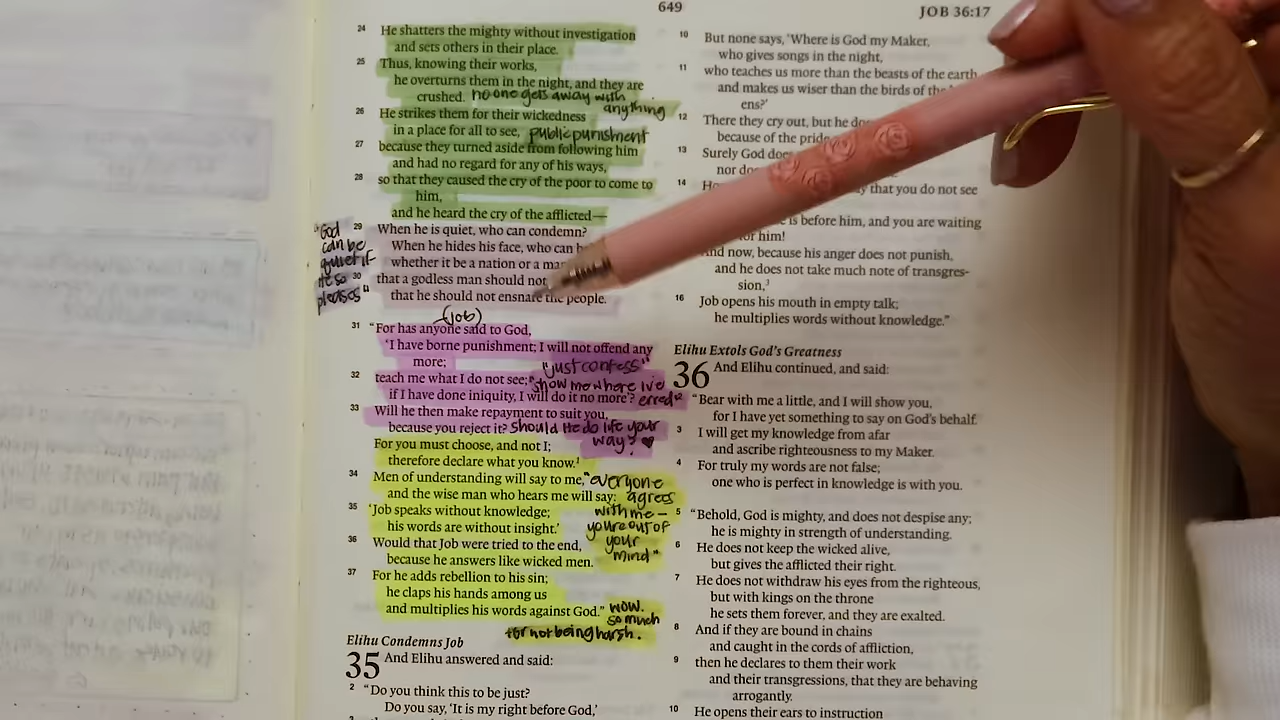 649
JOB 36:17
24 He shatters the mighty without investigation
and sets others in their place.
25 Thus, knowing their works,
he overturns them in the night, and they are
crushed. no one gets away with
anything
26 He strikes them for their wickedness
in a place for all to see, public punishment
27 because they turned aside from following him
and had no regard for any of his ways,
28 so that they caused the cry of the poor to come to
him,
and he heard the cry of the afflicted—
"God
can be
quiet if
He so
pleases"
29 When he is quiet, who can condemn?
When he hides his face, who can
whether it be a nation or a
30 that a godless man should not
that he should not ensnare the people.
(Job)
31 "For has anyone said to God,
'I have borne punishment; I will not offend any
more;
"just confess"
32 teach me what I do not see; "show me where I've
if I have done iniquity, I will do it no more'? erred"
33 Will he then make repayment to suit you,
because you reject it? Should He do life your
way? ♥
For you must choose, and not I;
therefore declare what you know.¹
34 Men of understanding will say to me, "everyone
and the wise man who hears me will say: agrees
35 'Job speaks without knowledge; with me—
his words are without insight.' you're out of
your
36 Would that Job were tried to the end, mind"
because he answers like wicked men.
37 For he adds rebellion to his sin;
he claps his hands among us
and multiplies his words against God." wow.
so much
for not being harsh.
Elihu Condemns Job
35 And Elihu answered and said:
2 "Do you think this to be just?
Do you say, 'It is my right before God,'
10 But none says, 'Where is God my Maker,
who gives songs in the night,
11 who teaches us more than the beasts of the earth
and makes us wiser than the birds of the
ens?'
12 There they cry out, but he
because of the
13 Surely God
nor
14 that you do not see
is before him, and you are waiting
for him!
And now, because his anger does not punish,
and he does not take much note of transgres-
sion,³
16 Job opens his mouth in empty talk;
he multiplies words without knowledge."
Elihu Extols God's Greatness
36 And Elihu continued, and said:
"Bear with me a little, and I will show you,
for I have yet something to say on God's behalf.
3 I will get my knowledge from afar
and ascribe righteousness to my Maker.
4 For truly my words are not false;
one who is perfect in knowledge is with you.
5 "Behold, God is mighty, and does not despise any;
he is mighty in strength of understanding.
6 He does not keep the wicked alive,
but gives the afflicted their right.
7 He does not withdraw his eyes from the righteous,
but with kings on the throne
he sets them forever, and they are exalted.
8 And if they are bound in chains
and caught in the cords of affliction,
9 then he declares to them their work
and their transgressions, that they are behaving
arrogantly.
10 He opens their ears to instruction